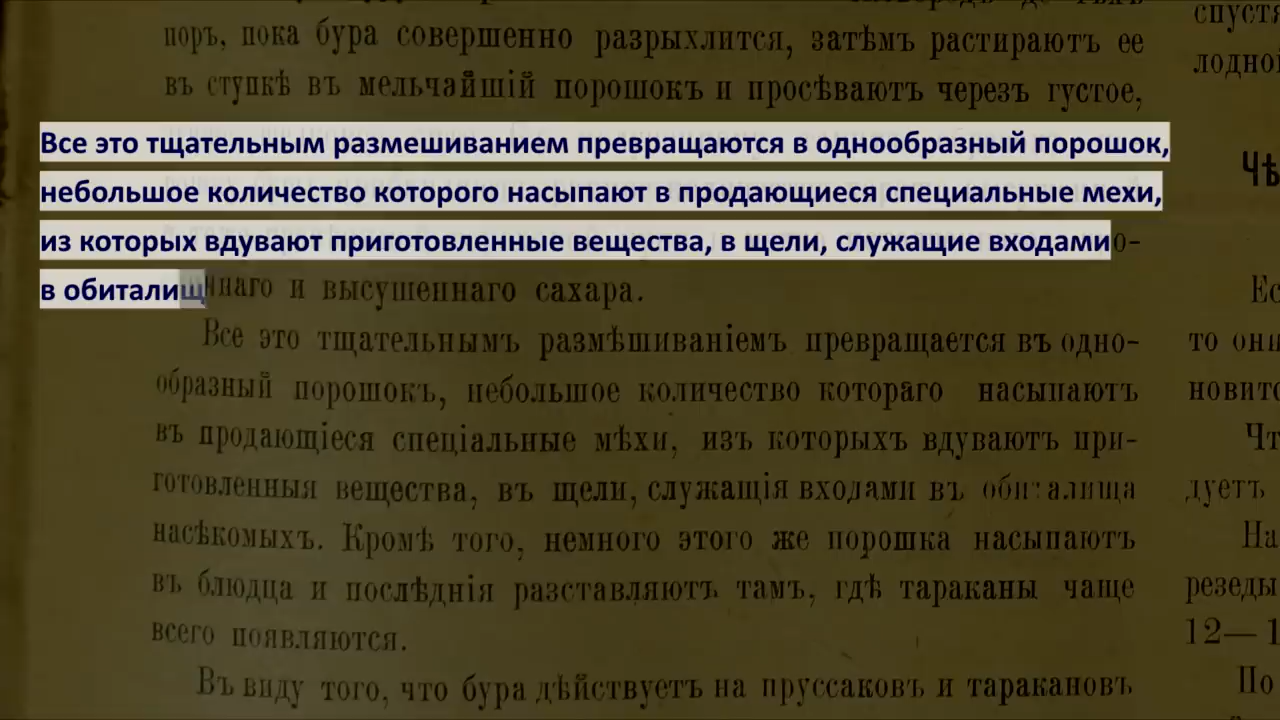 поръ, пока бура совершенно разрыхлится, затѣмъ растираютъ ее
въ ступкѣ въ мельчайшій порошокъ и просѣваютъ черезъ густое,
Все это тщательным размешиванием превращаются в однообразный порошок,
небольшое количество которого насыпают в продающиеся специальные мехи,
из которых вдувают приготовленные вещества, в щели, служащие входами
в обиталищ
и высушеннаго сахара.
Все это тщательнымъ размѣшиваніемъ превращается въ одно-
образный порошокъ, небольшое количество котораго насыпаютъ
въ продающіеся спеціальные мѣхи, изъ которыхъ вдуваютъ при-
готовленныя вещества, въ щели, служащія входами въ обиталища
насѣкомыхъ. Кромѣ того, немного этого же порошка насыпаютъ
въ блюдца и послѣднія разставляютъ тамъ, гдѣ тараканы чаще
всего появляются.
Въ виду того, что бура дѣйствуетъ на пруссаковъ и таракановъ
спустя
лодно
Чѣ
Ес
то они
новито
Чт
дуетъ
На
резеды
12—1
По